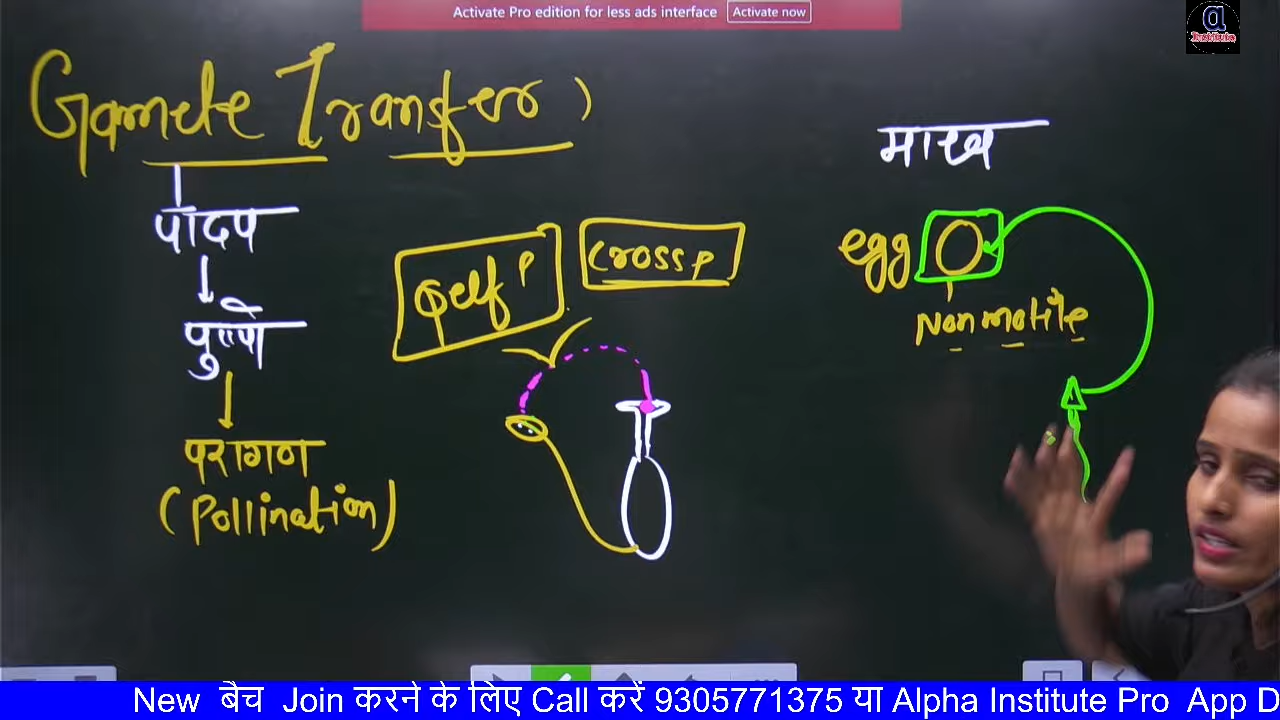 Activate Pro edition for less ads interface Activate now
a
Institute
Gamete Transfer
पादप
पुष्पो
परागण
(Pollination)
Self P
Cross P
egg
Non motile
New बैच Join करने के लिए Call करें 9305771375 या Alpha Institute Pro App D